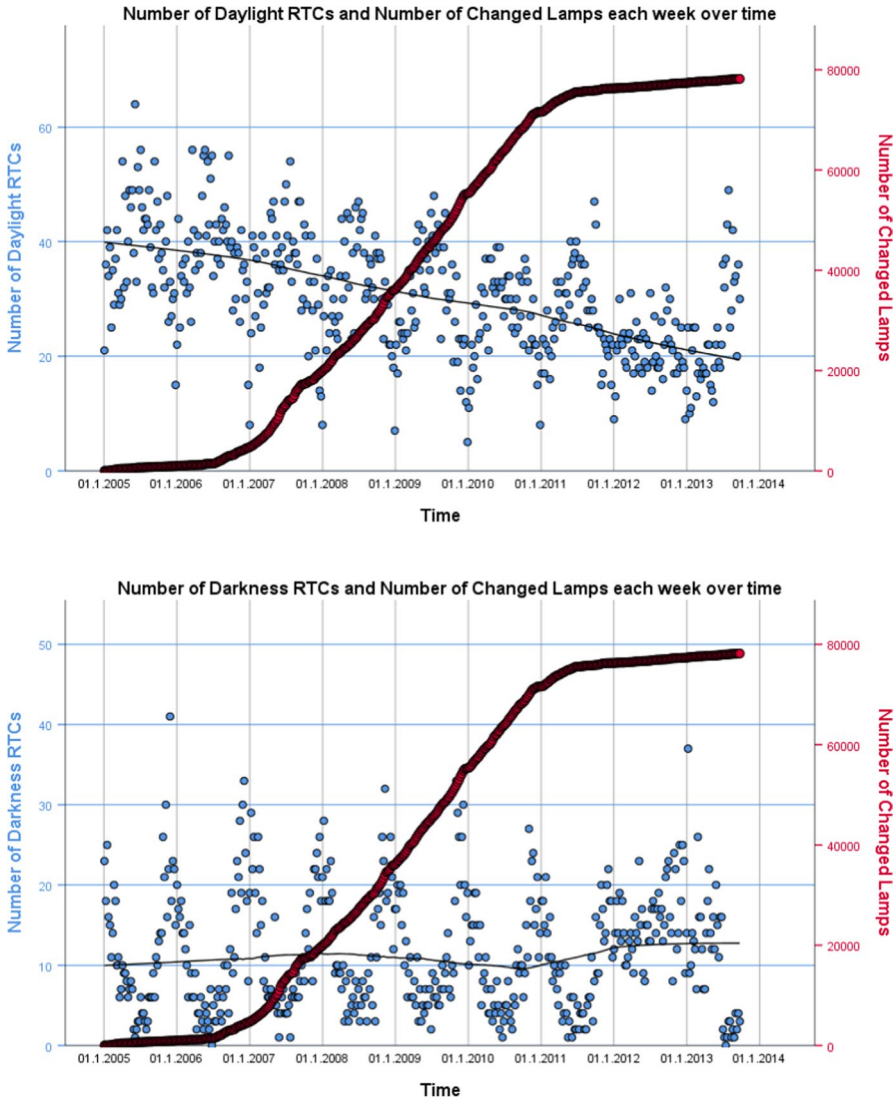 Number of Daylight RTCs and Number of Changed Lamps each week over time
Number of Daylight RTCs
60
40
20
0
80000
60000
40000
20000
0
Number of Changed Lamps
01.1.2005 01.1.2006 01.1.2007 01.1.2008 01.1.2009 01.1.2010 01.1.2011 01.1.2012 01.1.2013 01.1.2014
Time
Number of Darkness RTCs and Number of Changed Lamps each week over time
Number of Darkness RTCs
50
40
30
20
10
0
80000
60000
40000
20000
0
Number of Changed Lamps
01.1.2005 01.1.2006 01.1.2007 01.1.2008 01.1.2009 01.1.2010 01.1.2011 01.1.2012 01.1.2013 01.1.2014
Time